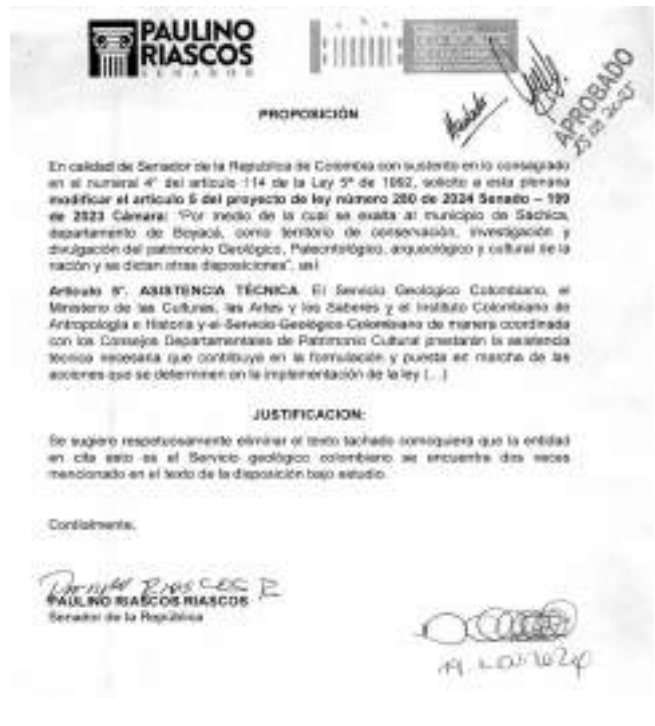 PAULINO
RIASCOS
SENADOR
APROBADO
PROPOSICIÓN
En calidad de Senador de la Republica de Colombia con sustento en lo consagrado
en el numeral 4° del artículo 114 de la Ley 5ª de 1992, solicito a esta plenaria
modificar el artículo 5 del proyecto de ley número 280 de 2024 Senado – 199
de 2023 Cámara: "Por medio de la cual se exalta al municipio de Sáchica,
departamento de Boyacá, como territorio de conservación, investigación y
divulgación del patrimonio Geológico, Paleontológico, arqueológico y cultural de la
nación y se dictan otras disposiciones", así
Artículo 5°. ASISTENCIA TÉCNICA. El Servicio Geológico Colombiano, el
Ministerio de las Culturas, las Artes y los Saberes y el Instituto Colombiano de
Antropología e Historia y el Servicio Geológico Colombiano de manera coordinada
con los Consejos Departamentales de Patrimonio Cultural prestarán la asistencia
técnica necesaria que contribuya en la formulación y puesta en marcha de las
acciones que se determinen en la implementación de la ley (…)
JUSTIFICACION:
Se sugiere respetuosamente eliminar el texto tachado comoquiera que la entidad
en cita esto es el Servicio geológico colombiano se encuentra dos veces
mencionado en el texto de la disposición bajo estudio.
Cordialmente,
PAULINO RIASCOS RIASCOS
Senador de la República